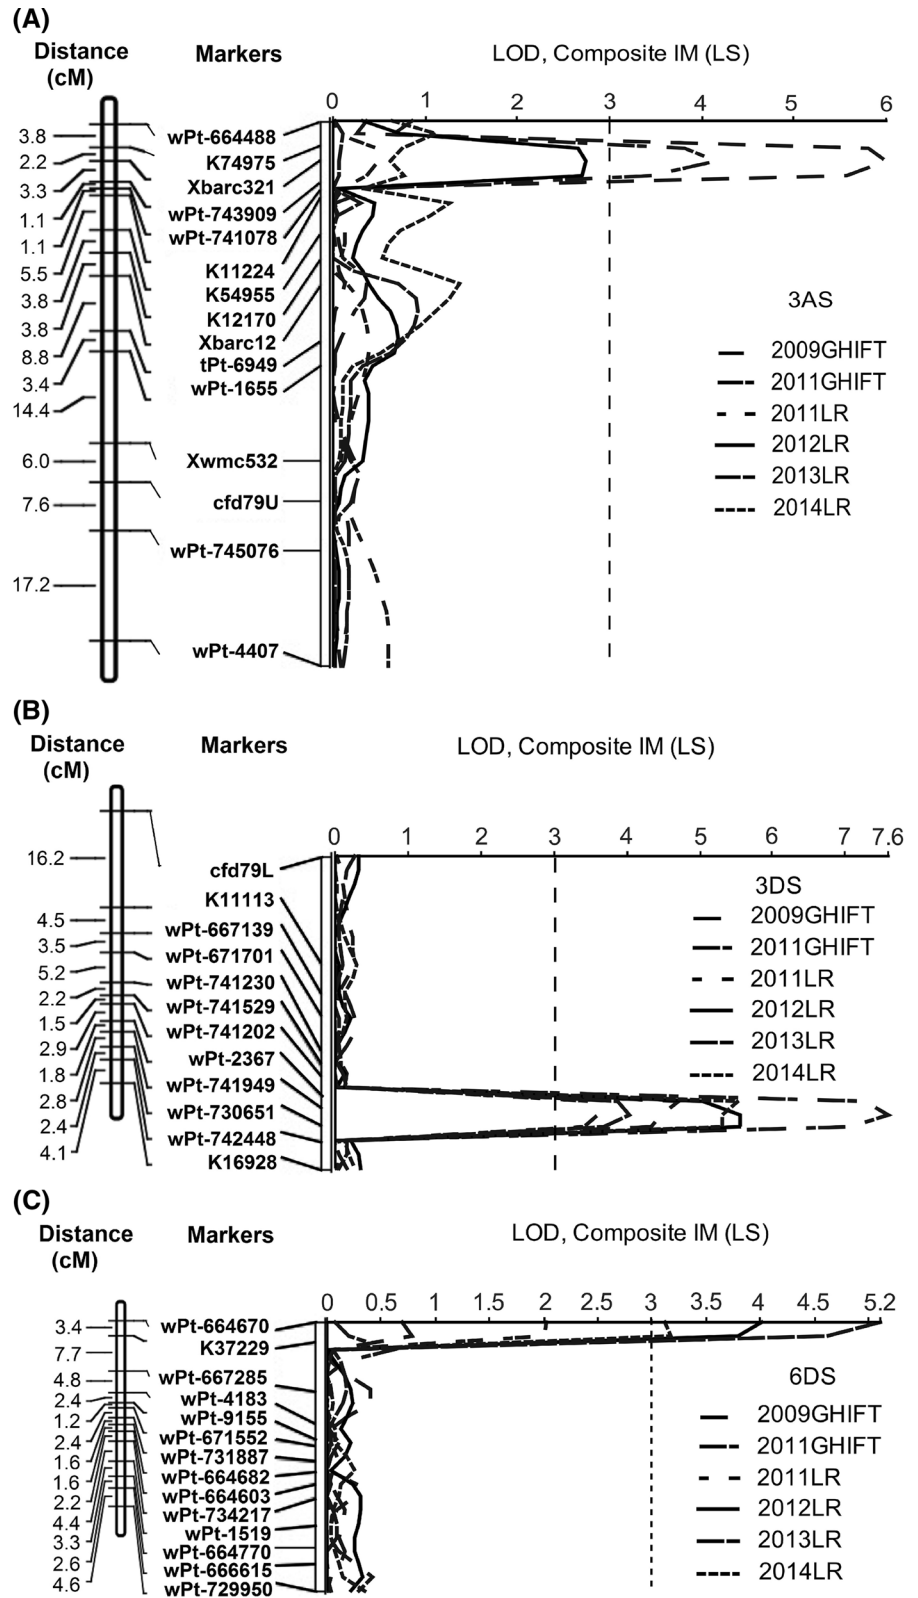 (A)
Distance
(cM)
Markers
LOD, Composite IM (LS)
0 1 2 3 4 5 6
3.8
2.2
3.3
1.1
1.1
5.5
3.8
3.8
8.8
3.4
14.4
6.0
7.6
17.2
wPt-664488
K74975
Xbarc321
wPt-743909
wPt-741078
K11224
K54955
K12170
Xbarc12
tPt-6949
wPt-1655
Xwmc532
cfd79U
wPt-745076
wPt-4407
3AS
2009GHIFT
2011GHIFT
2011LR
2012LR
2013LR
2014LR
(B)
Distance
(cM)
Markers
LOD, Composite IM (LS)
0 1 2 3 4 5 6 7 7.6
16.2
4.5
3.5
5.2
2.2
1.5
2.9
1.8
2.8
2.4
4.1
cfd79L
K11113
wPt-667139
wPt-671701
wPt-741230
wPt-741529
wPt-741202
wPt-2367
wPt-741949
wPt-730651
wPt-742448
K16928
3DS
2009GHIFT
2011GHIFT
2011LR
2012LR
2013LR
2014LR
(C)
Distance
(cM)
Markers
LOD, Composite IM (LS)
0 0.5 1 1.5 2 2.5 3 3.5 4 4.5 5.2
3.4
7.7
4.8
2.4
1.2
2.4
1.6
1.6
2.2
4.4
3.3
2.6
4.6
wPt-664670
K37229
wPt-667285
wPt-4183
wPt-9155
wPt-671552
wPt-731887
wPt-664682
wPt-664603
wPt-734217
wPt-1519
wPt-664770
wPt-666615
wPt-729950
6DS
2009GHIFT
2011GHIFT
2011LR
2012LR
2013LR
2014LR